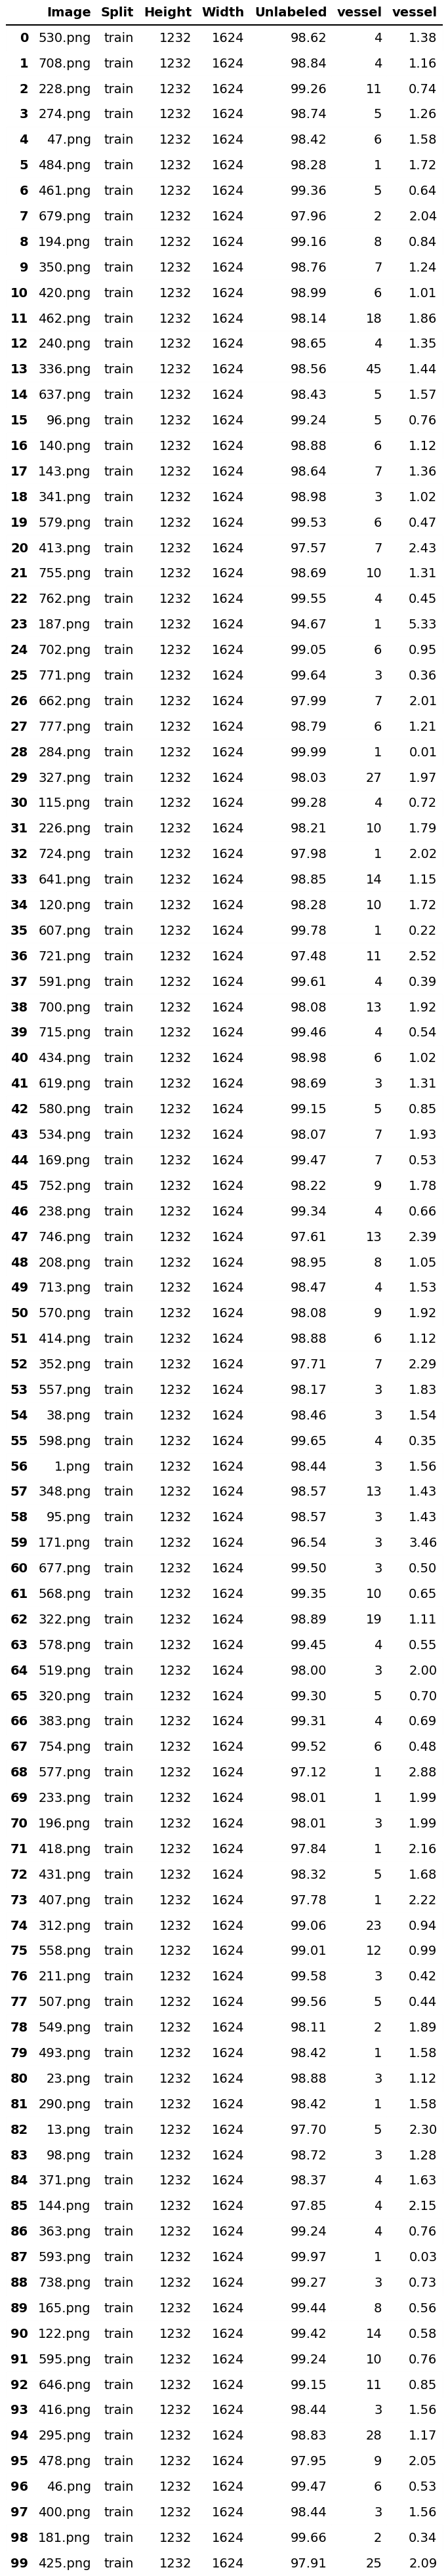 Image Split Height Width Unlabeled vessel vessel
0 530.png train 1232 1624 98.62 4 1.38
1 708.png train 1232 1624 98.84 4 1.16
2 228.png train 1232 1624 99.26 11 0.74
3 274.png train 1232 1624 98.74 5 1.26
4 47.png train 1232 1624 98.42 6 1.58
5 484.png train 1232 1624 98.28 1 1.72
6 461.png train 1232 1624 99.36 5 0.64
7 679.png train 1232 1624 97.96 2 2.04
8 194.png train 1232 1624 99.16 8 0.84
9 350.png train 1232 1624 98.76 7 1.24
10 420.png train 1232 1624 98.99 6 1.01
11 462.png train 1232 1624 98.14 18 1.86
12 240.png train 1232 1624 98.65 4 1.35
13 336.png train 1232 1624 98.56 45 1.44
14 637.png train 1232 1624 98.43 5 1.57
15 96.png train 1232 1624 99.24 5 0.76
16 140.png train 1232 1624 98.88 6 1.12
17 143.png train 1232 1624 98.64 7 1.36
18 341.png train 1232 1624 98.98 3 1.02
19 579.png train 1232 1624 99.53 6 0.47
20 413.png train 1232 1624 97.57 7 2.43
21 755.png train 1232 1624 98.69 10 1.31
22 762.png train 1232 1624 99.55 4 0.45
23 187.png train 1232 1624 94.67 1 5.33
24 702.png train 1232 1624 99.05 6 0.95
25 771.png train 1232 1624 99.64 3 0.36
26 662.png train 1232 1624 97.99 7 2.01
27 777.png train 1232 1624 98.79 6 1.21
28 284.png train 1232 1624 99.99 1 0.01
29 327.png train 1232 1624 98.03 27 1.97
30 115.png train 1232 1624 99.28 4 0.72
31 226.png train 1232 1624 98.21 10 1.79
32 724.png train 1232 1624 97.98 1 2.02
33 641.png train 1232 1624 98.85 14 1.15
34 120.png train 1232 1624 98.28 10 1.72
35 607.png train 1232 1624 99.78 1 0.22
36 721.png train 1232 1624 97.48 11 2.52
37 591.png train 1232 1624 99.61 4 0.39
38 700.png train 1232 1624 98.08 13 1.92
39 715.png train 1232 1624 99.46 4 0.54
40 434.png train 1232 1624 98.98 6 1.02
41 619.png train 1232 1624 98.69 3 1.31
42 580.png train 1232 1624 99.15 5 0.85
43 534.png train 1232 1624 98.07 7 1.93
44 169.png train 1232 1624 99.47 7 0.53
45 752.png train 1232 1624 98.22 9 1.78
46 238.png train 1232 1624 99.34 4 0.66
47 746.png train 1232 1624 97.61 13 2.39
48 208.png train 1232 1624 98.95 8 1.05
49 713.png train 1232 1624 98.47 4 1.53
50 570.png train 1232 1624 98.08 9 1.92
51 414.png train 1232 1624 98.88 6 1.12
52 352.png train 1232 1624 97.71 7 2.29
53 557.png train 1232 1624 98.17 3 1.83
54 38.png train 1232 1624 98.46 3 1.54
55 598.png train 1232 1624 99.65 4 0.35
56 1.png train 1232 1624 98.44 3 1.56
57 348.png train 1232 1624 98.57 13 1.43
58 95.png train 1232 1624 98.57 3 1.43
59 171.png train 1232 1624 96.54 3 3.46
60 677.png train 1232 1624 99.50 3 0.50
61 568.png train 1232 1624 99.35 10 0.65
62 322.png train 1232 1624 98.89 19 1.11
63 578.png train 1232 1624 99.45 4 0.55
64 519.png train 1232 1624 98.00 3 2.00
65 320.png train 1232 1624 99.30 5 0.70
66 383.png train 1232 1624 99.31 4 0.69
67 754.png train 1232 1624 99.52 6 0.48
68 577.png train 1232 1624 97.12 1 2.88
69 233.png train 1232 1624 98.01 1 1.99
70 196.png train 1232 1624 98.01 3 1.99
71 418.png train 1232 1624 97.84 1 2.16
72 431.png train 1232 1624 98.32 5 1.68
73 407.png train 1232 1624 97.78 1 2.22
74 312.png train 1232 1624 99.06 23 0.94
75 558.png train 1232 1624 99.01 12 0.99
76 211.png train 1232 1624 99.58 3 0.42
77 507.png train 1232 1624 99.56 5 0.44
78 549.png train 1232 1624 98.11 2 1.89
79 493.png train 1232 1624 98.42 1 1.58
80 23.png train 1232 1624 98.88 3 1.12
81 290.png train 1232 1624 98.42 1 1.58
82 13.png train 1232 1624 97.70 5 2.30
83 98.png train 1232 1624 98.72 3 1.28
84 371.png train 1232 1624 98.37 4 1.63
85 144.png train 1232 1624 97.85 4 2.15
86 363.png train 1232 1624 99.24 4 0.76
87 593.png train 1232 1624 99.97 1 0.03
88 738.png train 1232 1624 99.27 3 0.73
89 165.png train 1232 1624 99.44 8 0.56
90 122.png train 1232 1624 99.42 14 0.58
91 595.png train 1232 1624 99.24 10 0.76
92 646.png train 1232 1624 99.15 11 0.85
93 416.png train 1232 1624 98.44 3 1.56
94 295.png train 1232 1624 98.83 28 1.17
95 478.png train 1232 1624 97.95 9 2.05
96 46.png train 1232 1624 99.47 6 0.53
97 400.png train 1232 1624 98.44 3 1.56
98 181.png train 1232 1624 99.66 2 0.34
99 425.png train 1232 1624 97.91 25 2.09